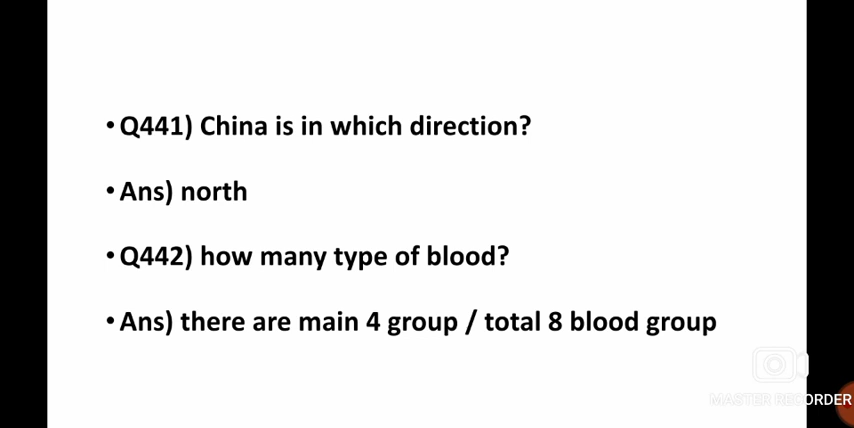 •Q441) China is in which direction?
•Ans) north
•Q442) how many type of blood?
•Ans) there are main 4 group / total 8 blood group
MASTER RECORDER